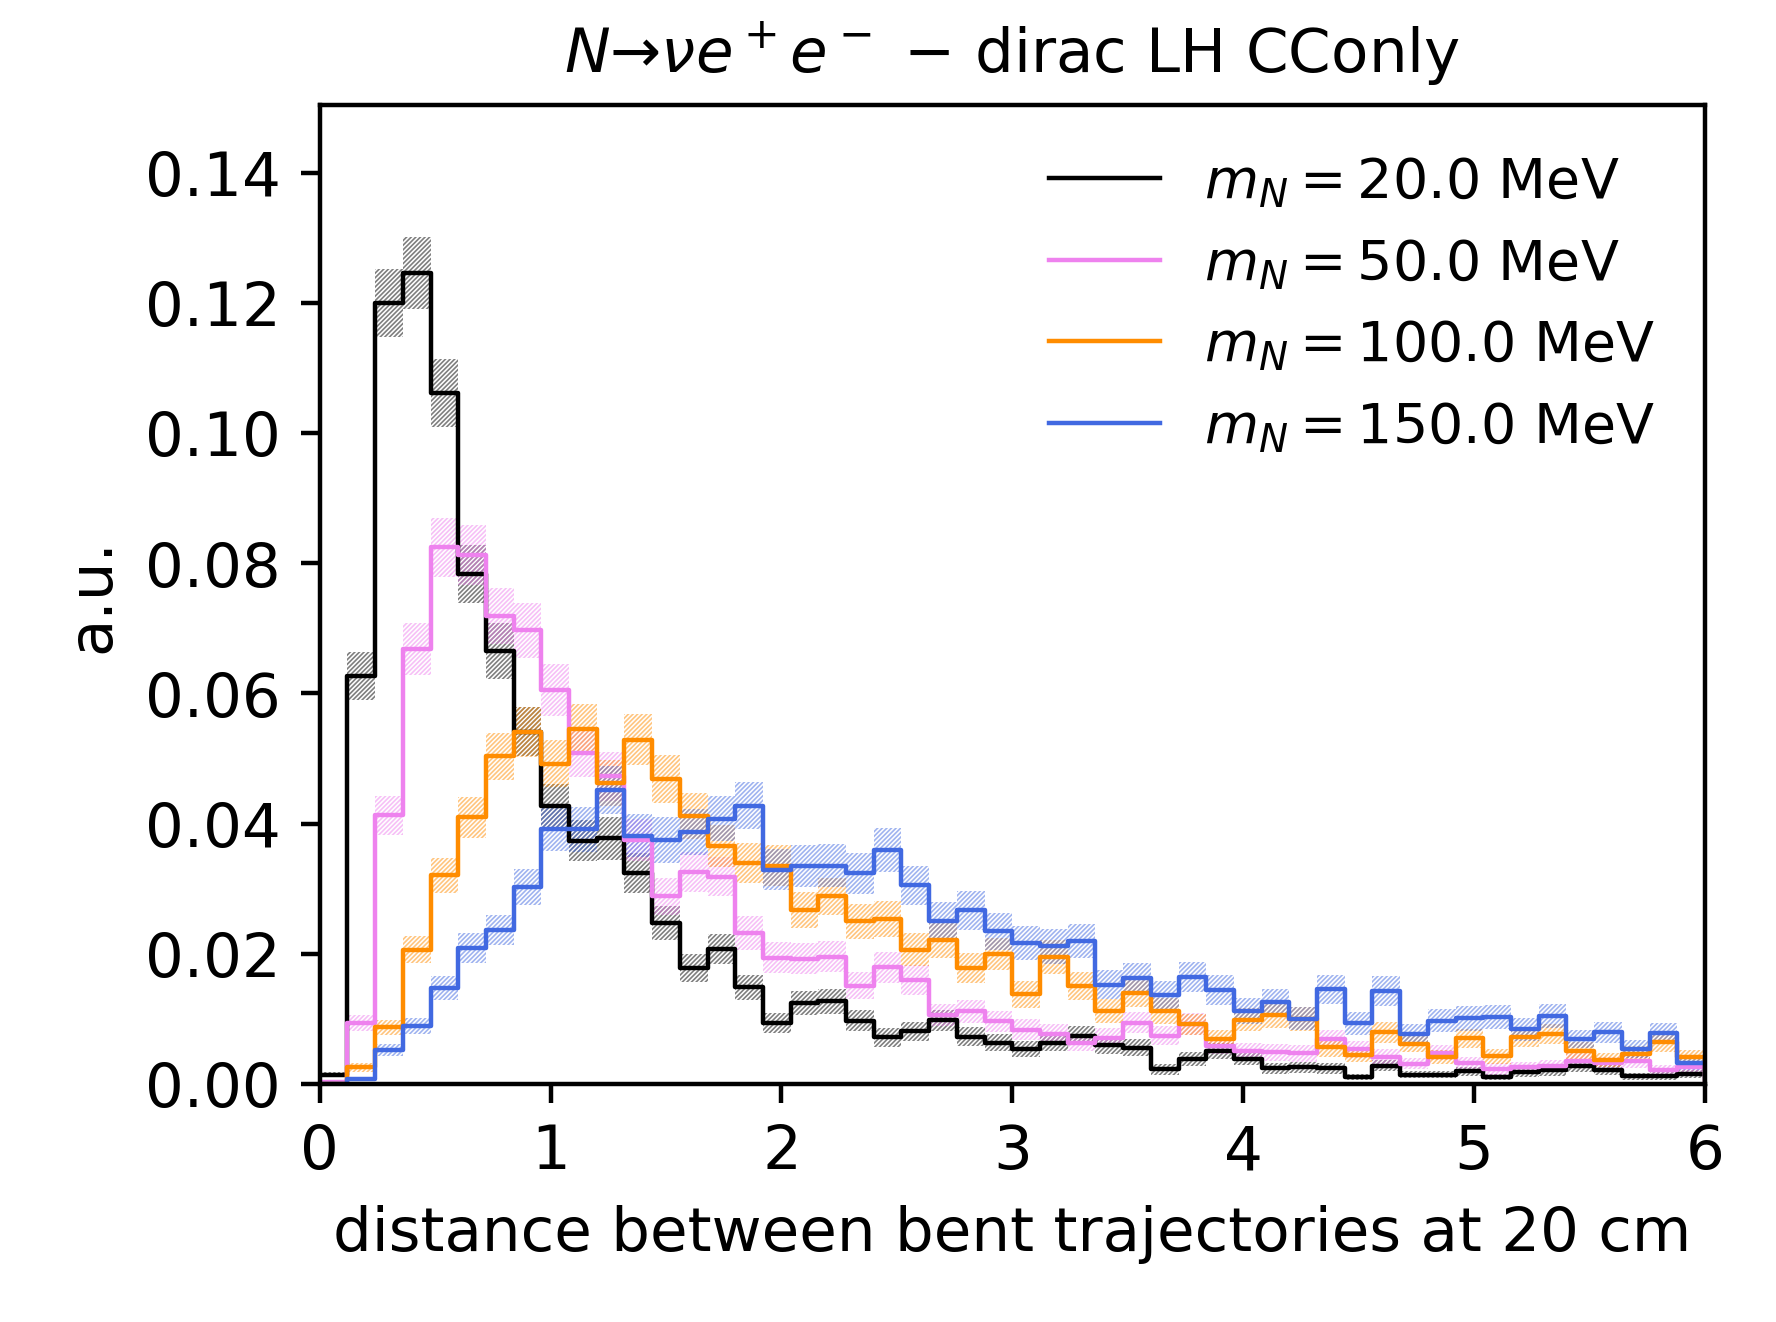 N→νe⁺e⁻ − dirac LH CConly
a.u.
0.14
0.12
0.10
0.08
0.06
0.04
0.02
0.00
m_N = 20.0 MeV
m_N = 50.0 MeV
m_N = 100.0 MeV
m_N = 150.0 MeV
0 1 2 3 4 5 6
distance between bent trajectories at 20 cm